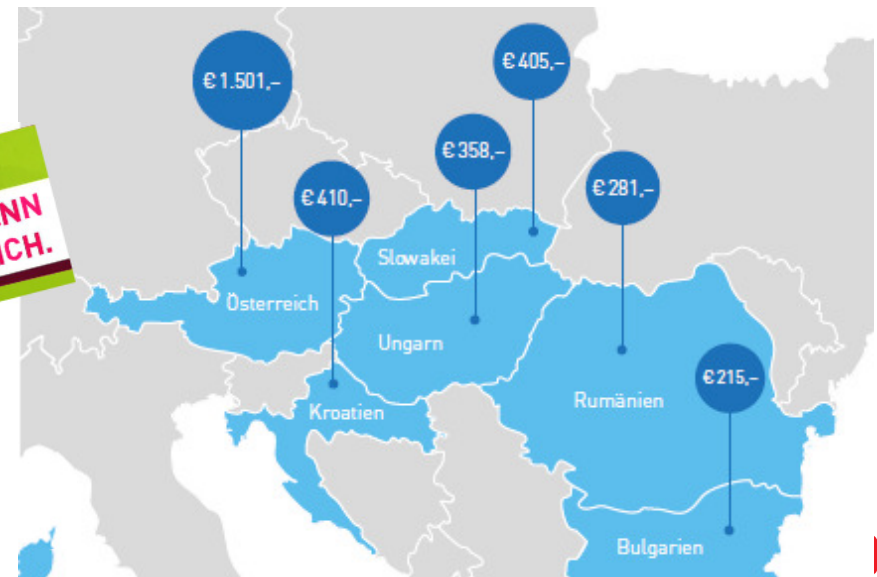 € 1.501,–
€ 405,–
€ 358,–
€ 410,–
€ 281,–
NN
ICH.
Slowakei
Österreich
Ungarn
€ 215,–
Kroatien
Rumänien
Bulgarien